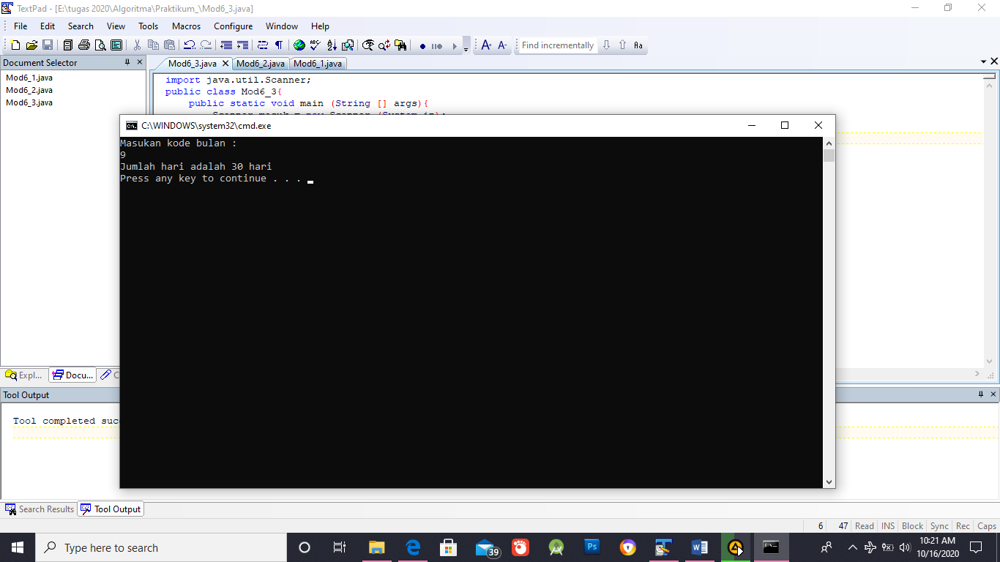 TextPad - [E:\tugas 2020\Algoritma\Praktikum_\Mod6_3.java]
File Edit Search View Tools Macros Configure Window Help
Find incrementally Aa
Document Selector
Mod6_1.java
Mod6_2.java
Mod6_3.java
Mod6_3.java Mod6_2.java Mod6_1.java
import java.util.Scanner;
public class Mod6_3{
public static void main (String [] args){
Scanner masuk = new Scanner (System.in);
C:\WINDOWS\system32\cmd.exe
Masukan kode bulan :
9
Jumlah hari adalah 30 hari
Press any key to continue . . .
Expl... Docu... C
Tool Output
Tool completed suc
Search Results Tool Output
6 47 Read INS Block Sync Rec Caps
Type here to search
39
Ps
10:21 AM
10/16/2020